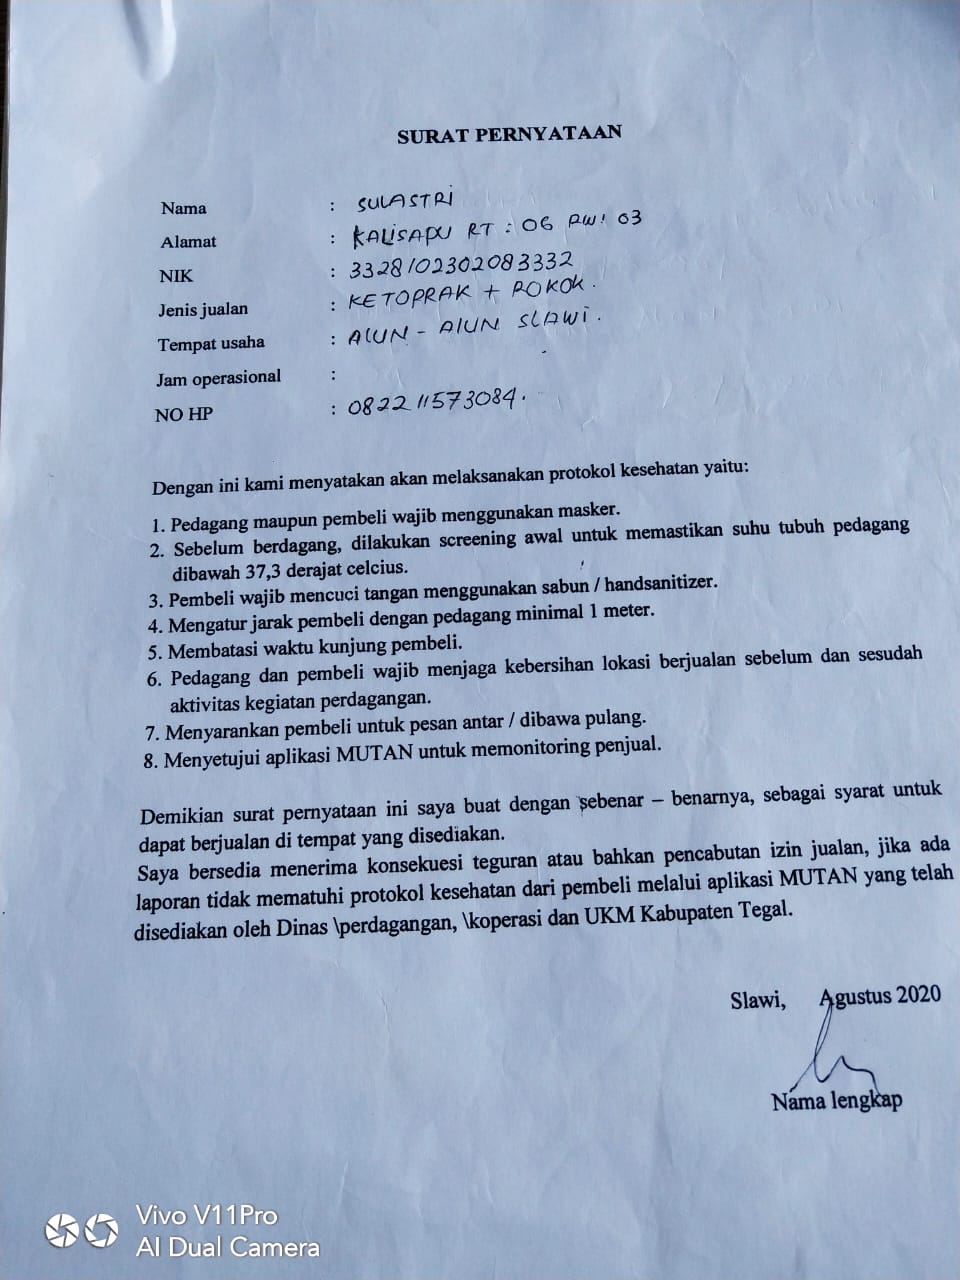 SURAT PERNYATAAN
Nama : SULASTRI
Alamat : KALISAPU RT : 06 RW : 03
NIK : 3328102302083332
Jenis jualan : KETOPRAK + ROKOK.
Tempat usaha : ALUN - ALUN SLAWI.
Jam operasional :
NO HP : 082211573084.
Dengan ini kami menyatakan akan melaksanakan protokol kesehatan yaitu:
1. Pedagang maupun pembeli wajib menggunakan masker.
2. Sebelum berdagang, dilakukan screening awal untuk memastikan suhu tubuh pedagang
dibawah 37,3 derajat celcius.
3. Pembeli wajib mencuci tangan menggunakan sabun / handsanitizer.
4. Mengatur jarak pembeli dengan pedagang minimal 1 meter.
5. Membatasi waktu kunjung pembeli.
6. Pedagang dan pembeli wajib menjaga kebersihan lokasi berjualan sebelum dan sesudah
aktivitas kegiatan perdagangan.
7. Menyarankan pembeli untuk pesan antar / dibawa pulang.
8. Menyetujui aplikasi MUTAN untuk memonitoring penjual.
Demikian surat pernyataan ini saya buat dengan sebenar – benarnya, sebagai syarat untuk
dapat berjualan di tempat yang disediakan.
Saya bersedia menerima konsekuesi teguran atau bahkan pencabutan izin jualan, jika ada
laporan tidak mematuhi protokol kesehatan dari pembeli melalui aplikasi MUTAN yang telah
disediakan oleh Dinas \perdagangan, \koperasi dan UKM Kabupaten Tegal.
Slawi, Agustus 2020
Nama lengkap
Vivo V11Pro
AI Dual Camera